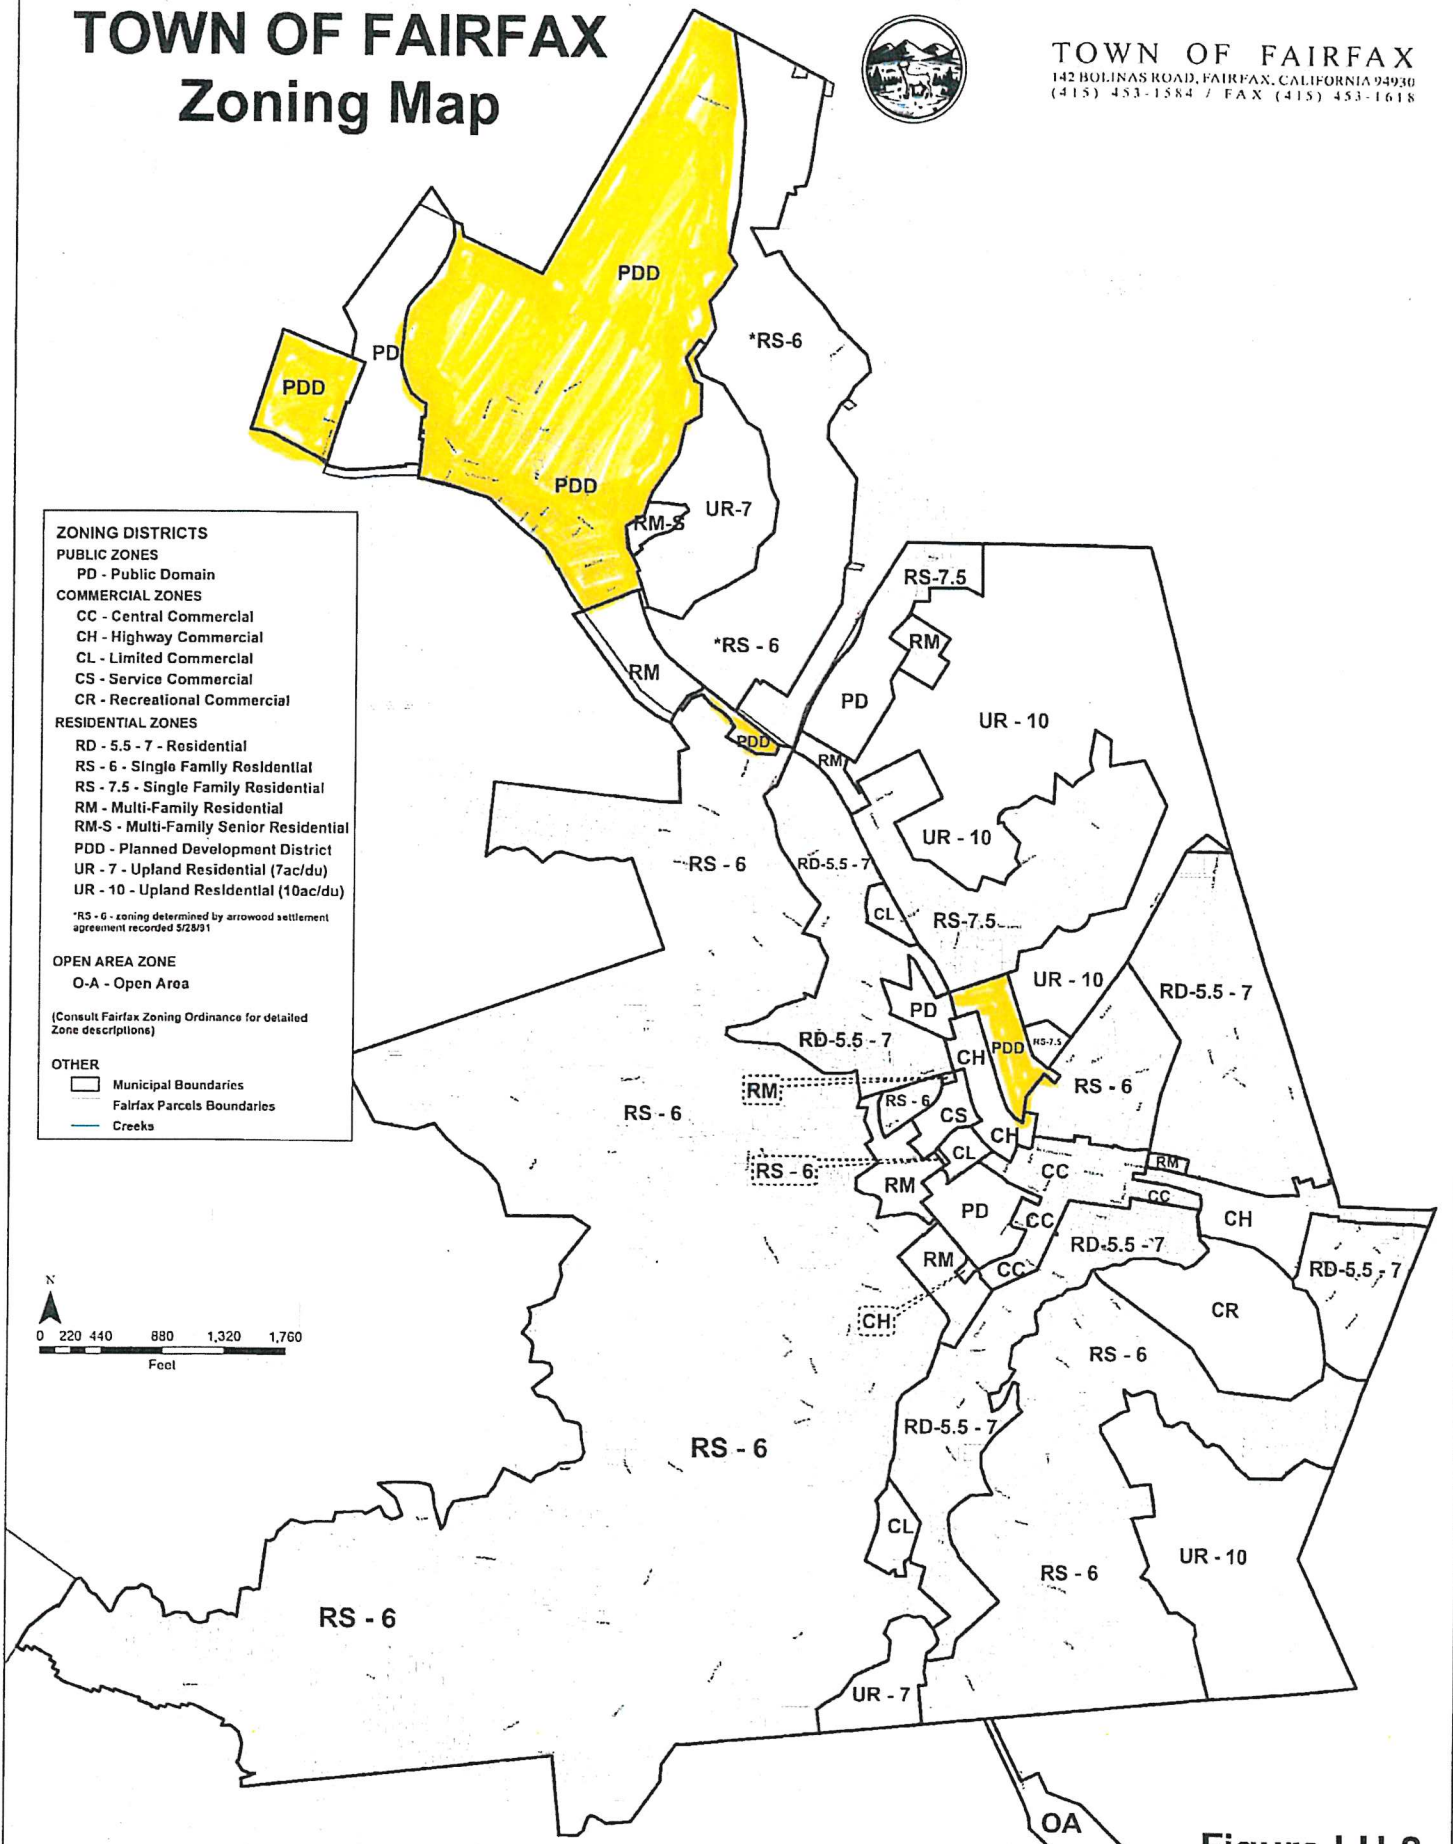 TOWN OF FAIRFAX
Zoning Map
TOWN OF FAIRFAX
142 BOLINAS ROAD, FAIRFAX, CALIFORNIA 94930
(415) 453-1584 / FAX (415) 453-1618
PDD
*RS-6
PD
PDD
PDD
UR-7
RM-S
ZONING DISTRICTS
PUBLIC ZONES
PD - Public Domain
COMMERCIAL ZONES
CC - Central Commercial
CH - Highway Commercial
CL - Limited Commercial
CS - Service Commercial
CR - Recreational Commercial
RESIDENTIAL ZONES
RD - 5.5 - 7 - Residential
RS - 6 - Single Family Residential
RS - 7.5 - Single Family Residential
RM - Multi-Family Residential
RM-S - Multi-Family Senior Residential
PDD - Planned Development District
UR - 7 - Upland Residential (7ac/du)
UR - 10 - Upland Residential (10ac/du)
*RS - 6 - zoning determined by arrowood settlement
agreement recorded 5/28/91
OPEN AREA ZONE
O-A - Open Area
(Consult Fairfax Zoning Ordinance for detailed
Zone descriptions)
OTHER
Municipal Boundaries
Fairfax Parcels Boundaries
Creeks
RS-7.5
RM
*RS - 6
RM
PD
UR - 10
PDD
RM
UR - 10
RS - 6
RD-5.5 - 7
CL
RS-7.5
UR - 10
RD-5.5 - 7
PD
RD-5.5 - 7
CH
PDD
RS-7.5
RM
RS - 6
RS - 6
RS - 6
CS
CH
CL
CC
RM
RS - 6
RM
CC
PD
CC
CH
RD-5.5 - 7
RM
CC
RD-5.5 - 7
CH
CR
RS - 6
N
0 220 440 880 1,320 1,760
Feet
RD-5.5 - 7
RS - 6
CL
UR - 10
RS - 6
RS - 6
UR - 7
OA
Figure LU-2